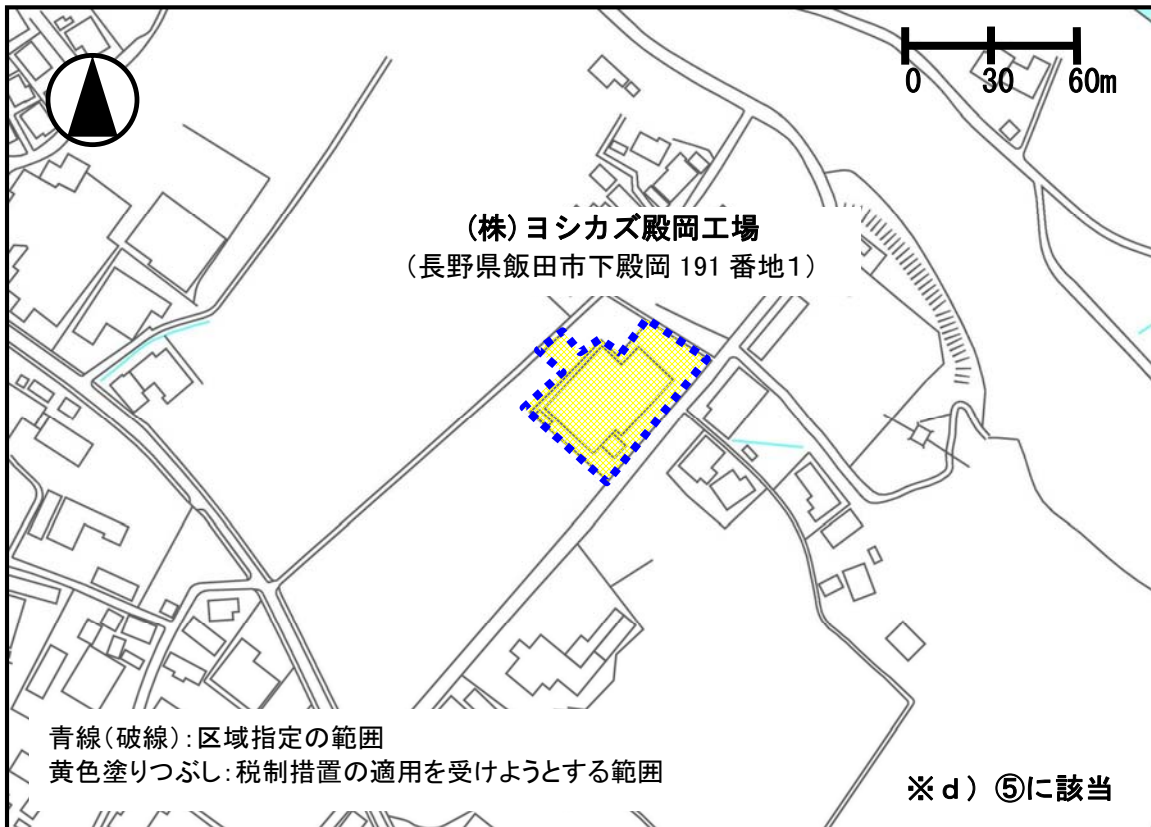 0 30 60m
(株)ヨシカズ殿岡工場
(長野県飯田市下殿岡 191 番地1)
青線(破線):区域指定の範囲
黄色塗りつぶし:税制措置の適用を受けようとする範囲
※d) ⑤に該当